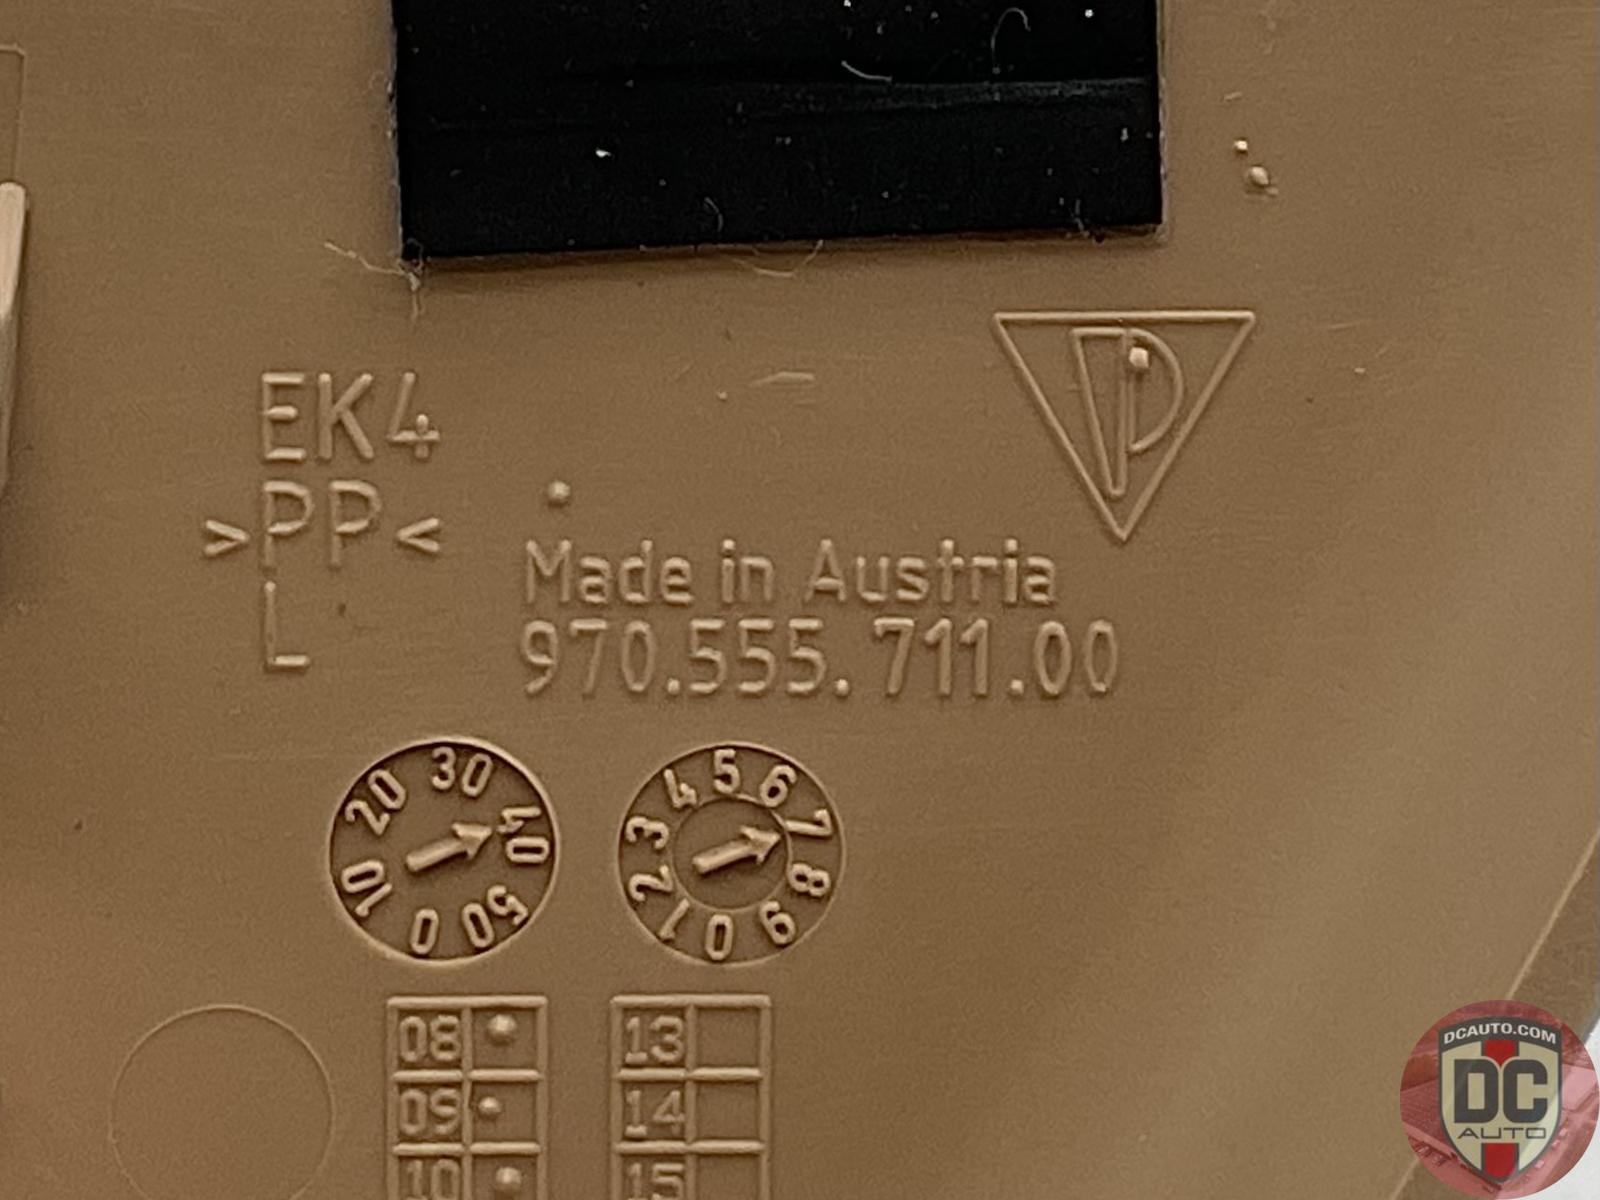 EK4
>PP<
L
Made in Austria
970.555.711.00
0 10 20 30 40 50
0 1 2 3 4 5 6 7 8 9
08 13
09 14
10 15
DCAUTO.COM
DC
AUTO